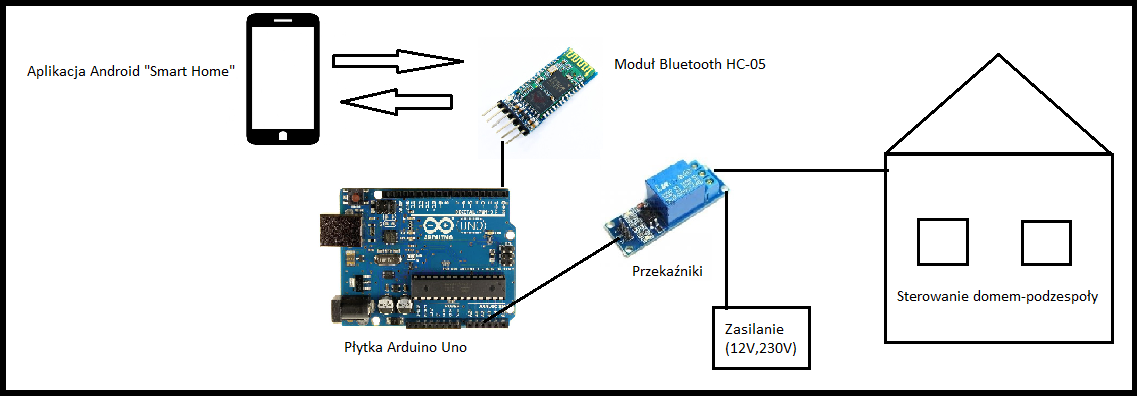 Aplikacja Android "Smart Home"
Moduł Bluetooth HC-05
Przekaźniki
Płytka Arduino Uno
Zasilanie
(12V,230V)
Sterowanie domem-podzespoły